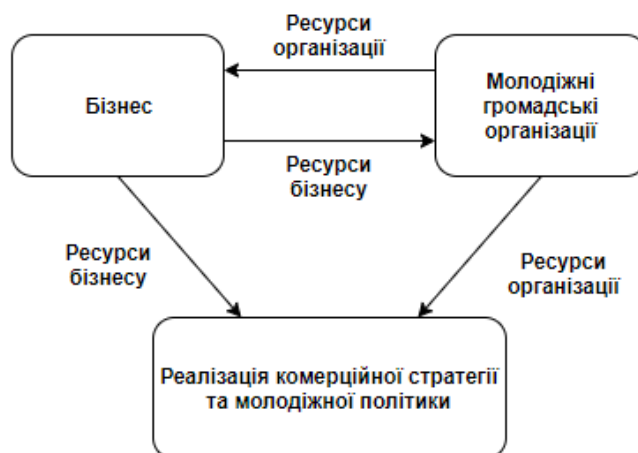 Ресурси
організації
Бізнес
Молодіжні
громадські
організації
Ресурси
бізнесу
Ресурси
бізнесу
Ресурси
організації
Реалізація комерційної стратегії
та молодіжної політики